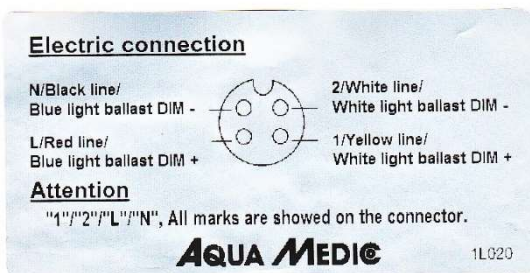 Electric connection
N/Black line/
Blue light ballast DIM -
2/White line/
White light ballast DIM -
L/Red line/
Blue light ballast DIM +
1/Yellow line/
White light ballast DIM +
Attention
"1"/"2"/"L"/"N", All marks are showed on the connector.
AQUA MEDIC
1L020